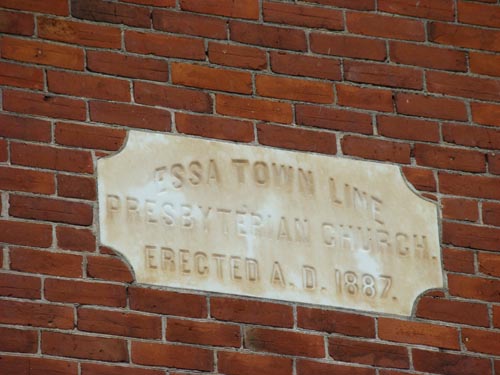 ESSA TOWN LINE
PRESBYTERIAN CHURCH.
ERECTED A.D. 1887.